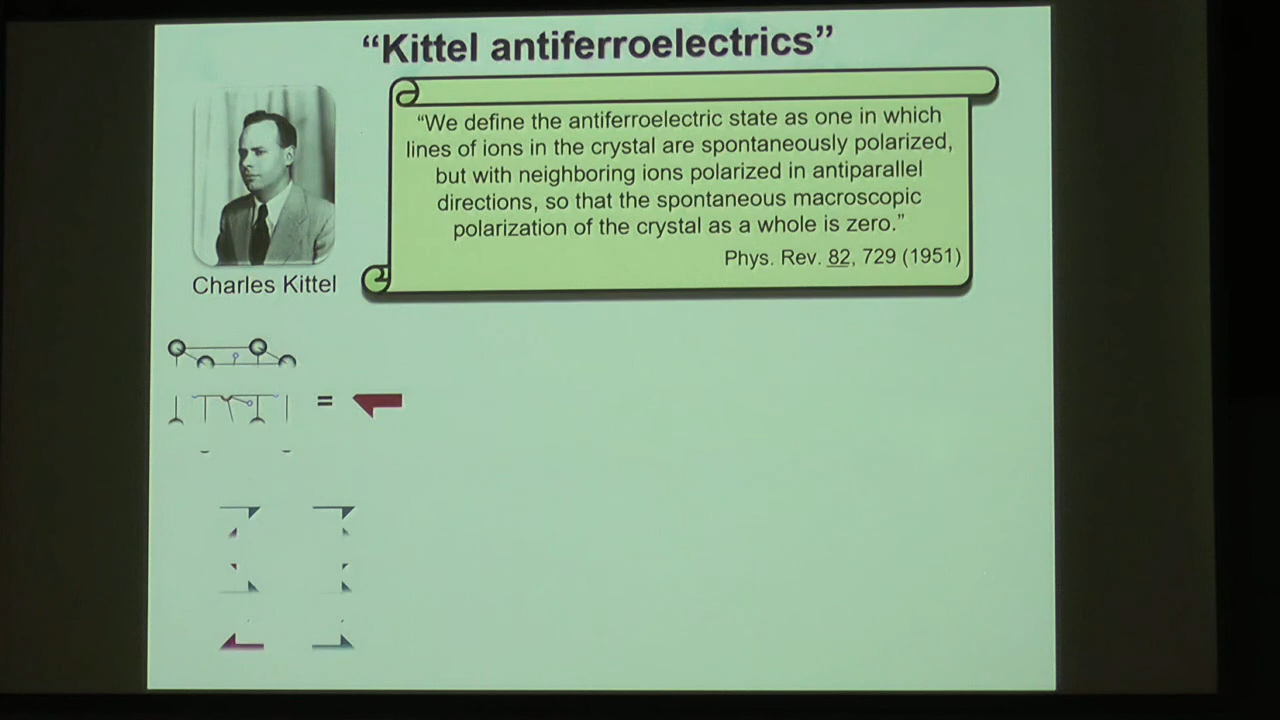 “Kittel antiferroelectrics”
“We define the antiferroelectric state as one in which
lines of ions in the crystal are spontaneously polarized,
but with neighboring ions polarized in antiparallel
directions, so that the spontaneous macroscopic
polarization of the crystal as a whole is zero.”
Phys. Rev. 82, 729 (1951)
Charles Kittel
=